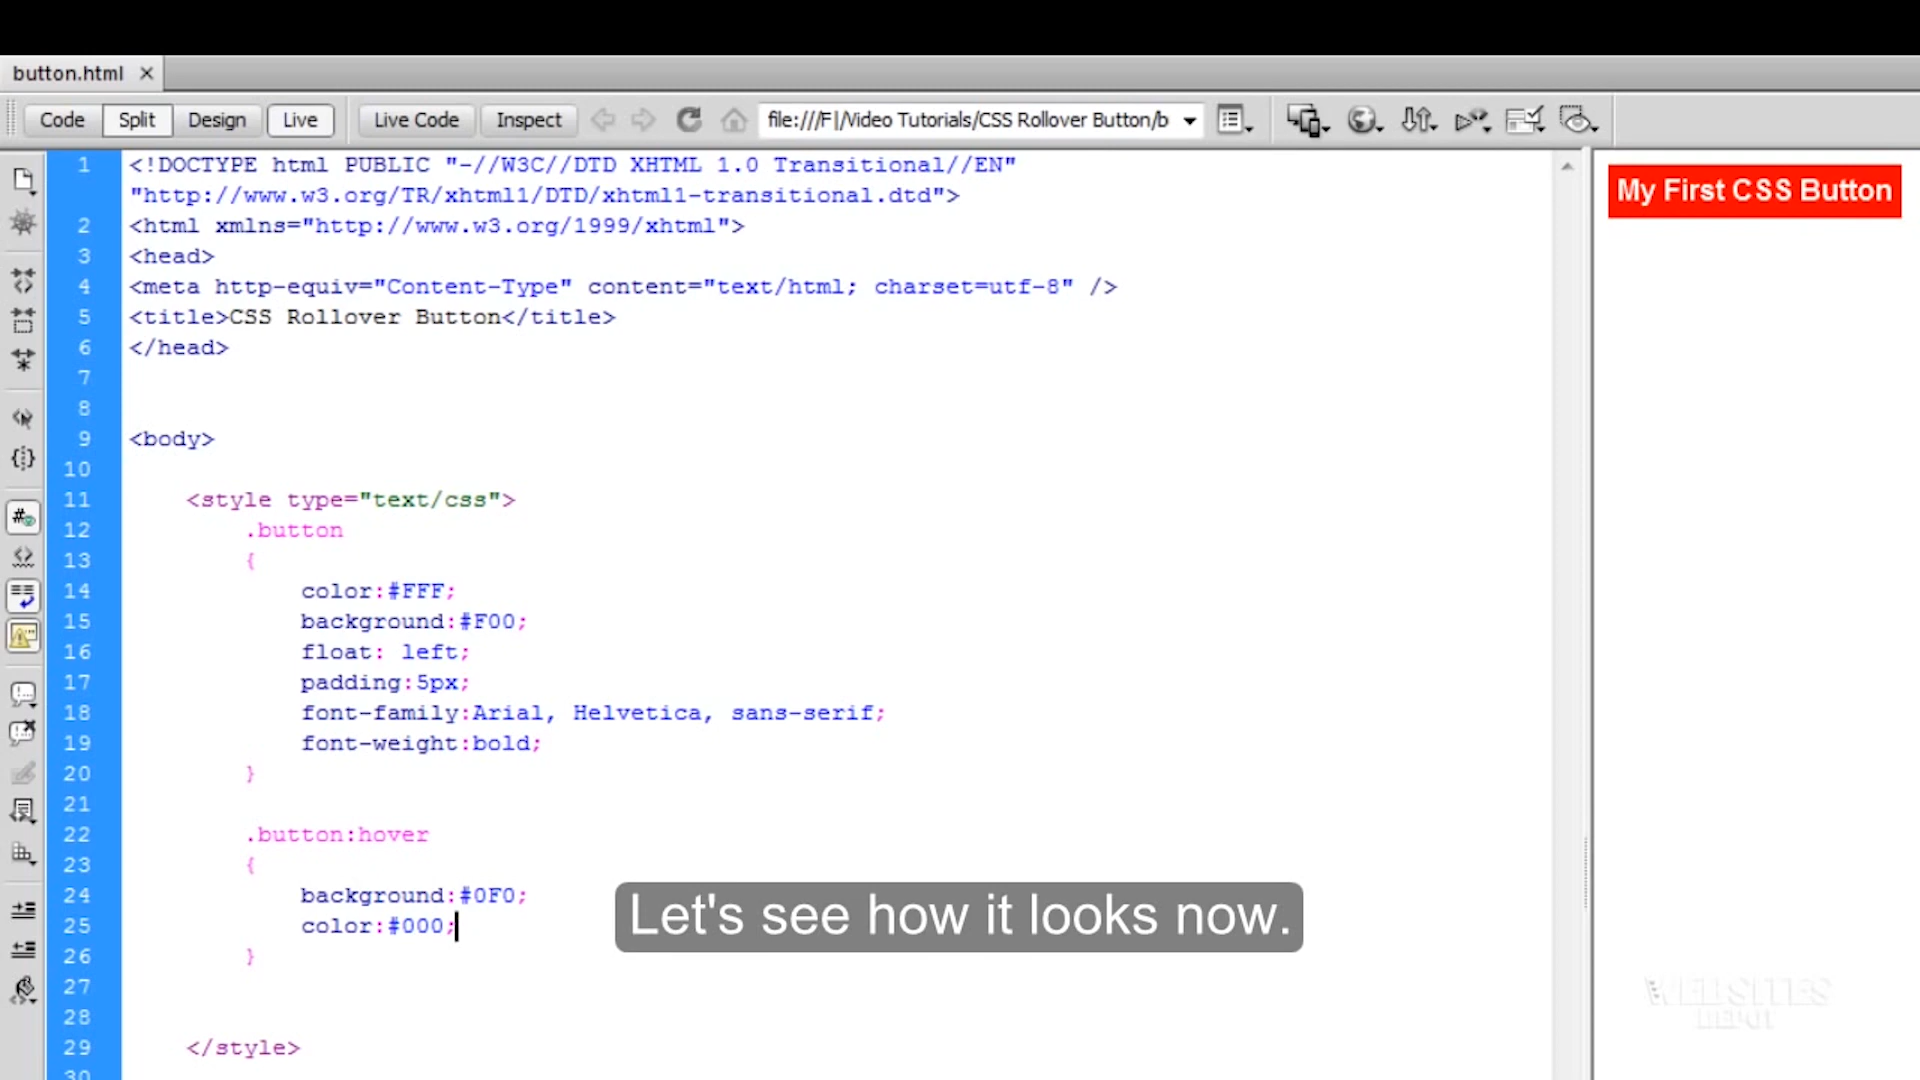 button.html
Code Split Design Live Live Code Inspect file:///F|/Video Tutorials/CSS Rollover Button/b
1 <!DOCTYPE html PUBLIC "-//W3C//DTD XHTML 1.0 Transitional//EN"
"http://www.w3.org/TR/xhtml1/DTD/xhtml1-transitional.dtd">
2 <html xmlns="http://www.w3.org/1999/xhtml">
3 <head>
4 <meta http-equiv="Content-Type" content="text/html; charset=utf-8" />
5 <title>CSS Rollover Button</title>
6 </head>
7
8
9 <body>
10
11 <style type="text/css">
12 .button
13 {
14 color:#FFF;
15 background:#F00;
16 float: left;
17 padding:5px;
18 font-family:Arial, Helvetica, sans-serif;
19 font-weight:bold;
20 }
21
22 .button:hover
23 {
24 background:#0F0;
25 color:#000;
26 }
27
28
29 </style>
30
My First CSS Button
Let's see how it looks now.
WEBSITES
DEPOT